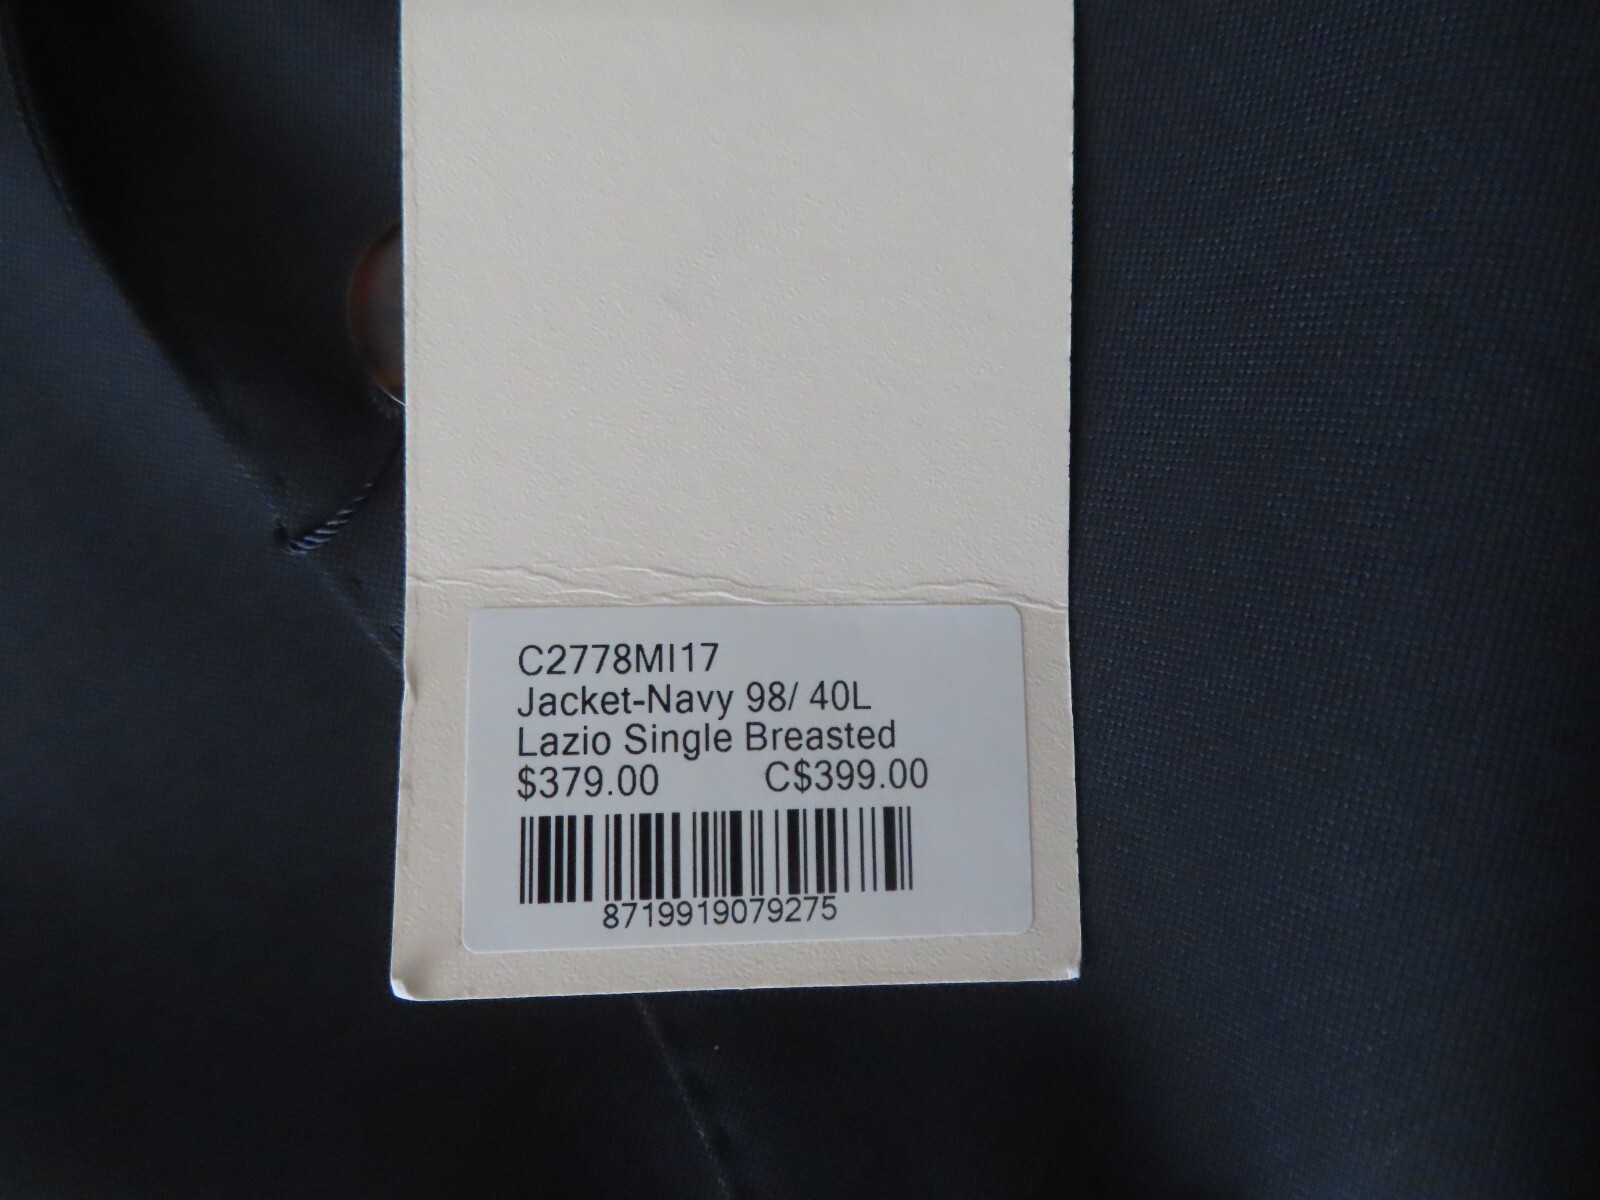 C2778MI17
Jacket-Navy 98/ 40L
Lazio Single Breasted
$379.00 C$399.00
8719919079275